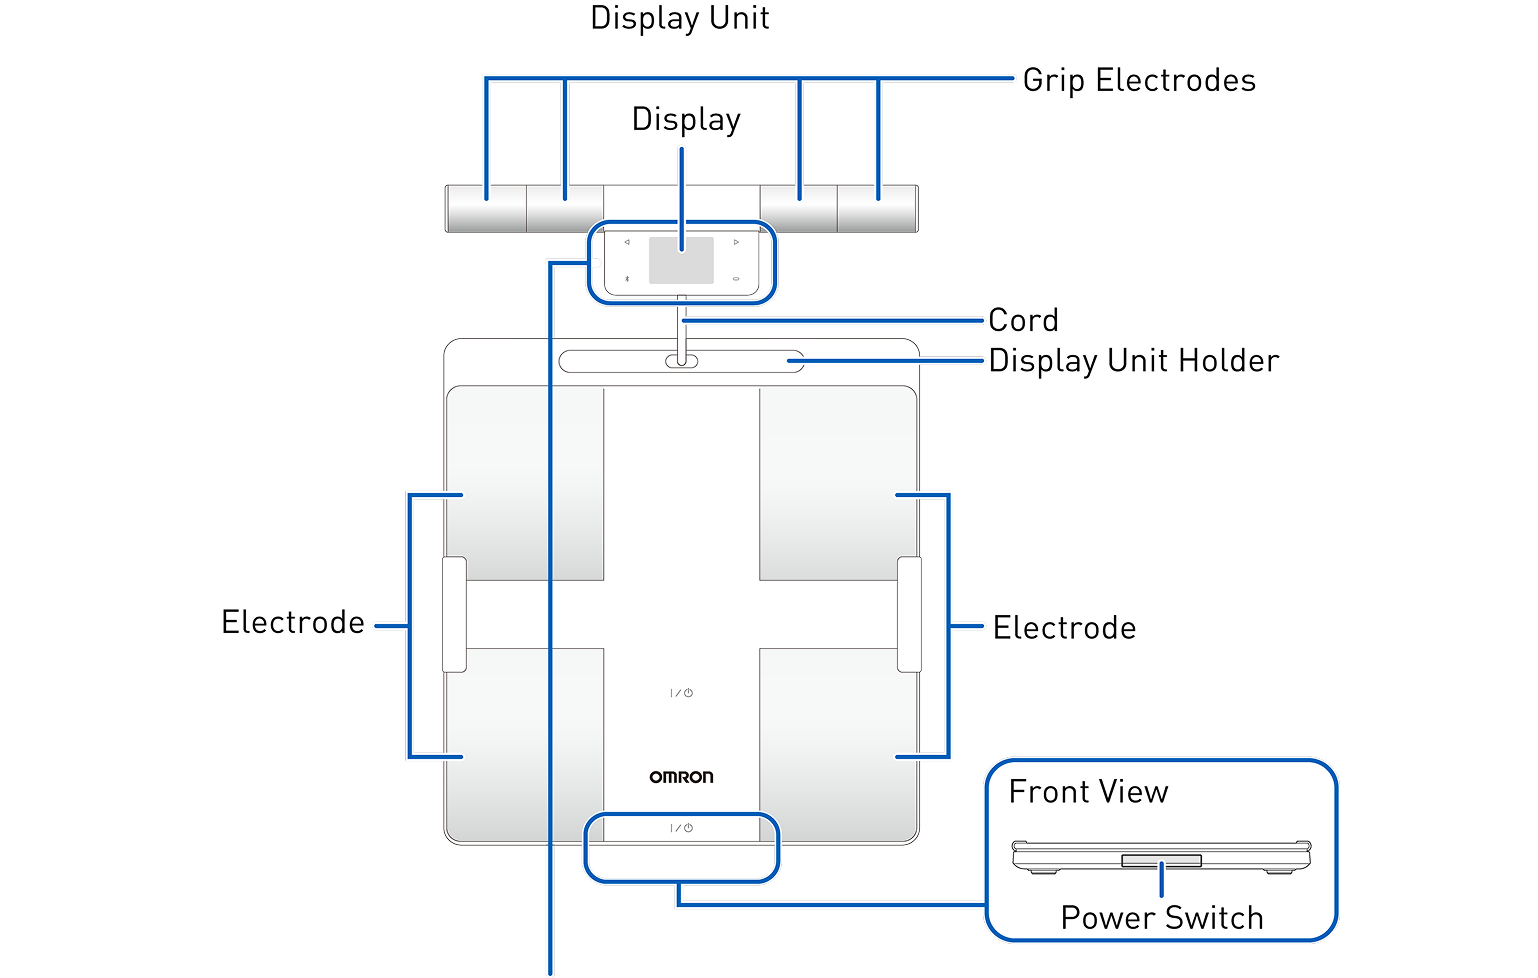 Display Unit
Grip Electrodes
Display
Cord
Display Unit Holder
Electrode
Electrode
OMRON
Front View
Power Switch